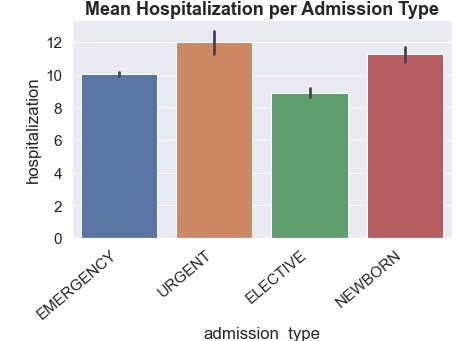 Mean Hospitalization per Admission Type
hospitalization
12
10
8
6
4
2
0
EMERGENCY
URGENT
ELECTIVE
NEWBORN
admission_type